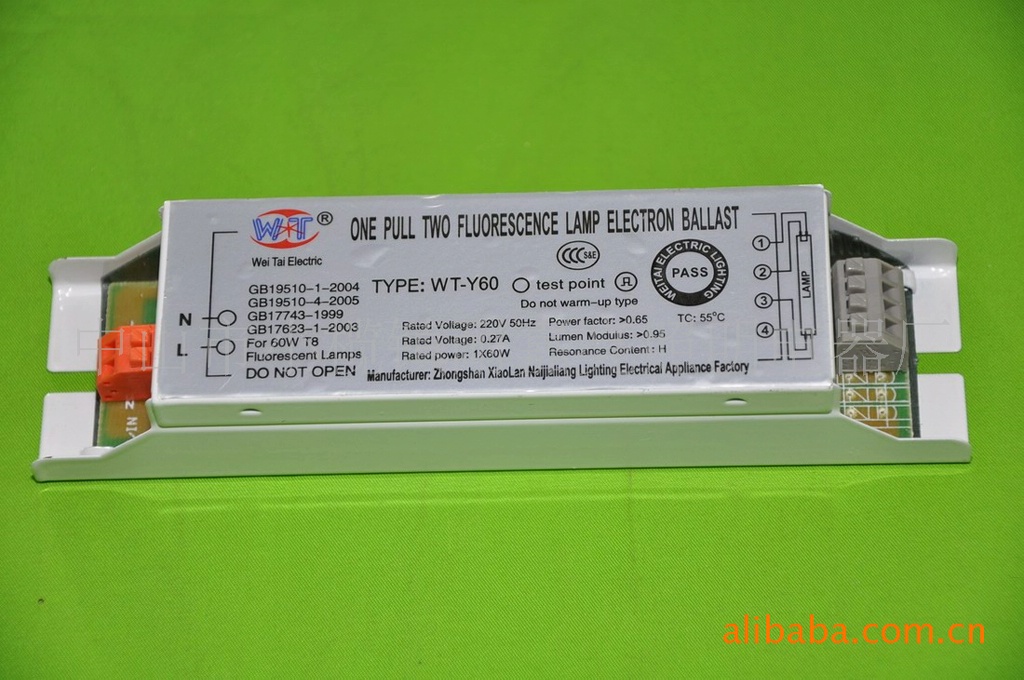 WT ®
Wei Tai Electric
ONE PULL TWO FLUORESCENCE LAMP ELECTRON BALLAST
GB19510-1-2004
GB19510-4-2005
GB17743-1999
GB17623-1-2003
For 60W T8
Fluorescent Lamps
DO NOT OPEN
N
L
TYPE: WT-Y60
CCC S&E
test point
Do not warm-up type
Rated Voltage: 220V 50Hz
Rated Voltage: 0.27A
Rated power: 1X60W
Power factor: >0.65
Lumen Modulus: >0.95
Resonance Content: H
Manufacturer: Zhongshan XiaoLan Naijialiang Lighting Electrical Appliance Factory
WEITAI ELECTRIC LIGHTING
PASS
TC: 55°C
1
2
3
4
LAMP
alibaba.com.cn